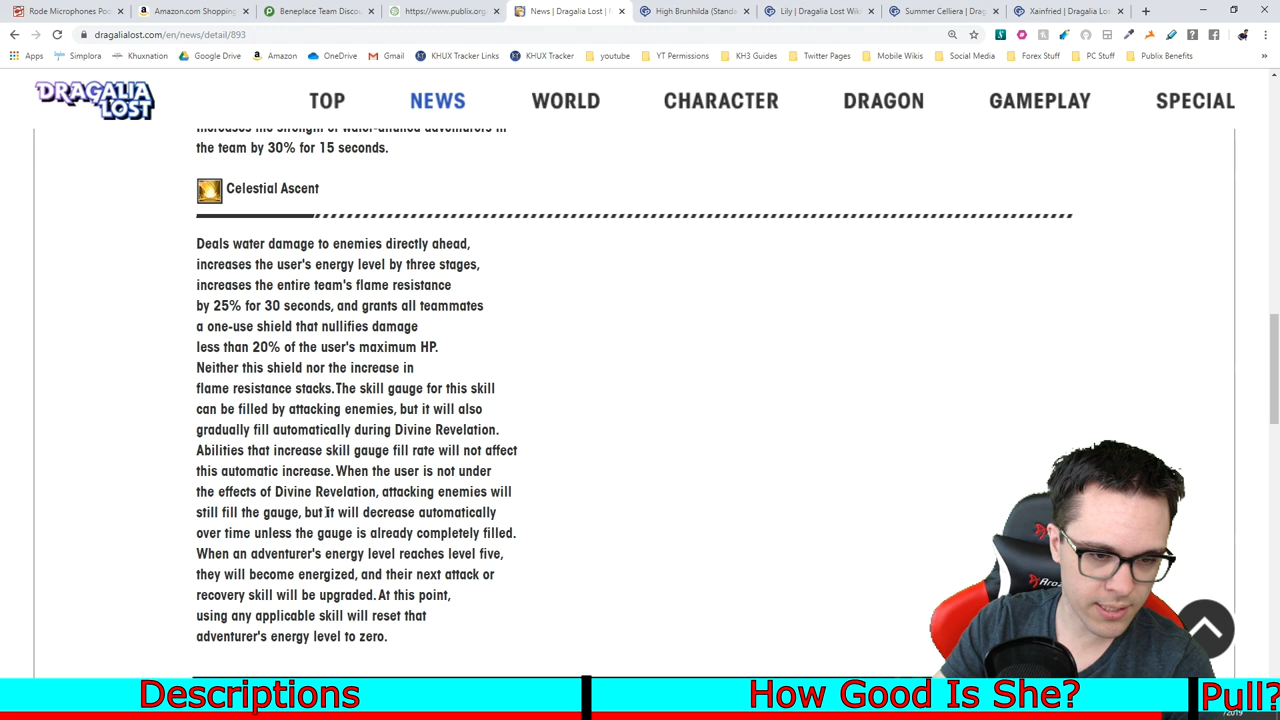 Rode Microphones Po
Amazon.com Shopping
Beneplace Team Discou
https://www.publix.org
News | Dragalia Lost |
High Brunhilda (Stand
Lily | Dragalia Lost Wik
Summer Celliera | Drag
Xainfried | Dragalia Los
dragalialost.com/en/news/detail/893
Apps
Simplora
Khuxnation
Google Drive
Amazon
OneDrive
Gmail
KHUX Tracker Links
KHUX Tracker
youtube
YT Permissions
KH3 Guides
Twitter Pages
Mobile Wikis
Social Media
Forex Stuff
PC Stuff
Publix Benefits
DRAGALIA LOST
TOP
NEWS
WORLD
CHARACTER
DRAGON
GAMEPLAY
SPECIAL
increases the strength of water-attuned adventurers in
the team by 30% for 15 seconds.
Celestial Ascent
Deals water damage to enemies directly ahead,
increases the user's energy level by three stages,
increases the entire team's flame resistance
by 25% for 30 seconds, and grants all teammates
a one-use shield that nullifies damage
less than 20% of the user's maximum HP.
Neither this shield nor the increase in
flame resistance stacks. The skill gauge for this skill
can be filled by attacking enemies, but it will also
gradually fill automatically during Divine Revelation.
Abilities that increase skill gauge fill rate will not affect
this automatic increase. When the user is not under
the effects of Divine Revelation, attacking enemies will
still fill the gauge, but it will decrease automatically
over time unless the gauge is already completely filled.
When an adventurer's energy level reaches level five,
they will become energized, and their next attack or
recovery skill will be upgraded. At this point,
using any applicable skill will reset that
adventurer's energy level to zero.
Descriptions
How Good Is She?
Pull?